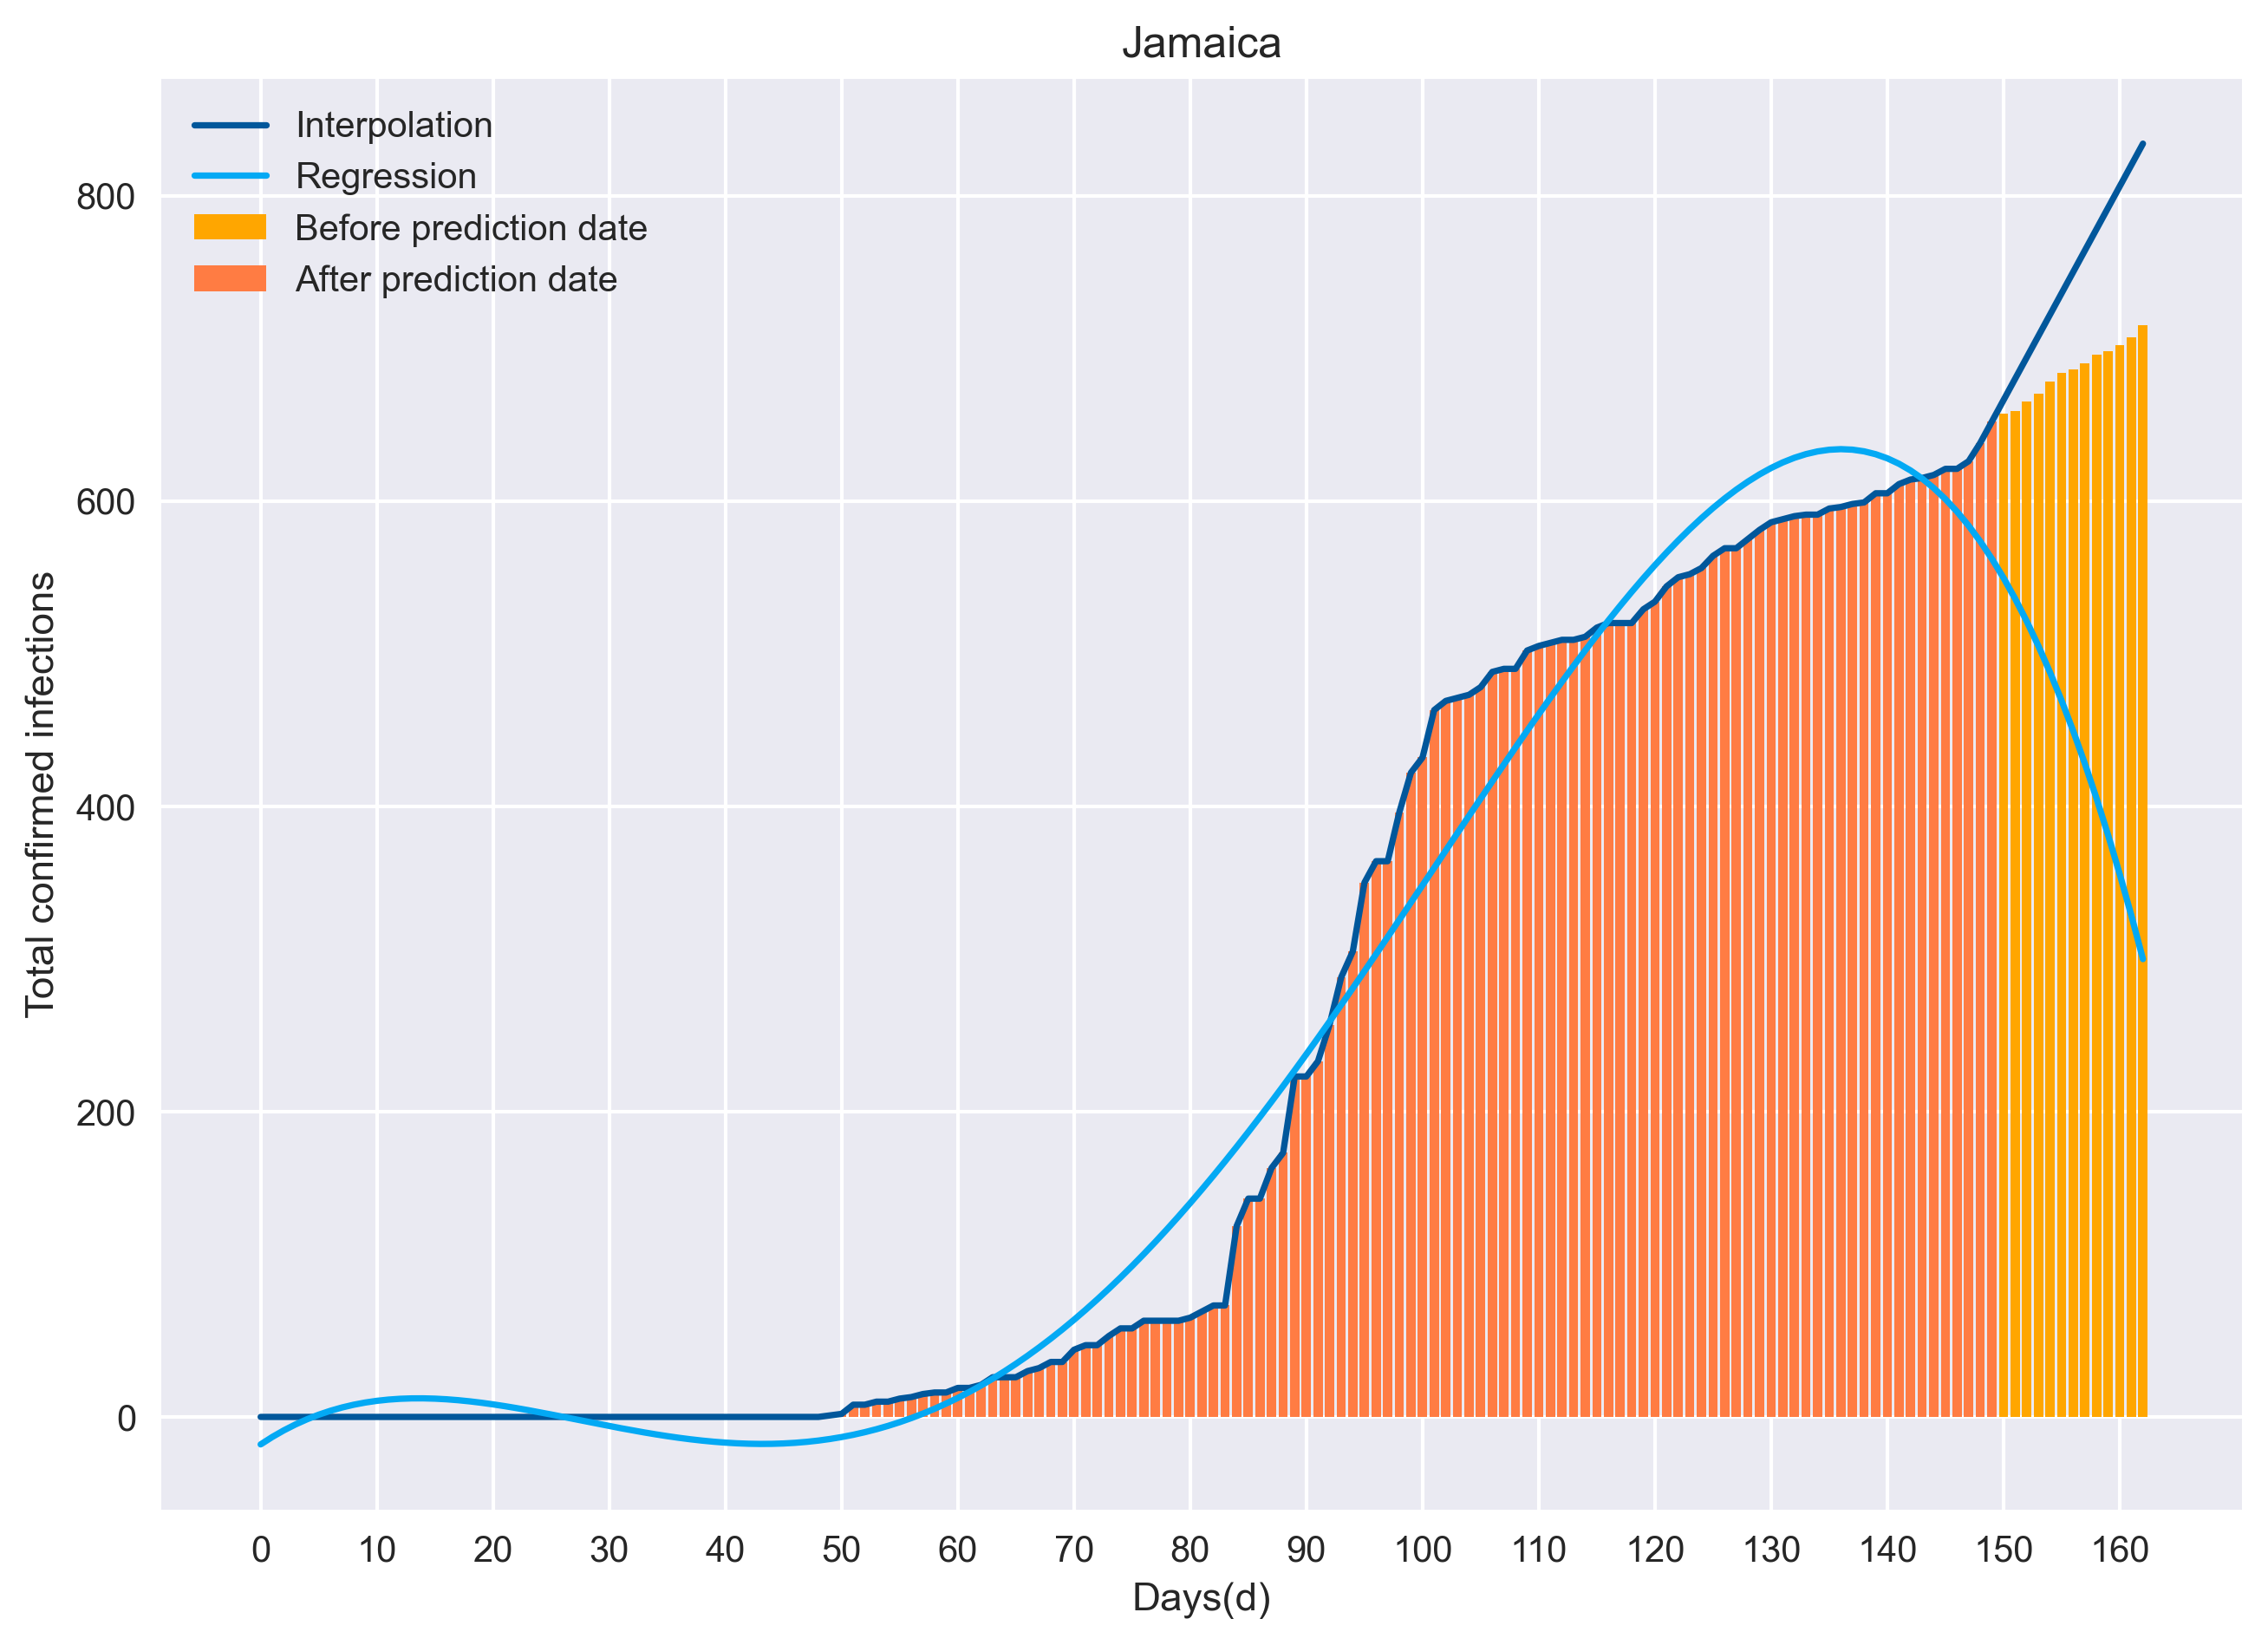 Jamaica
Interpolation
Regression
Before prediction date
After prediction date
800
600
400
200
0
Total confirmed infections
0 10 20 30 40 50 60 70 80 90 100 110 120 130 140 150 160
Days(d)